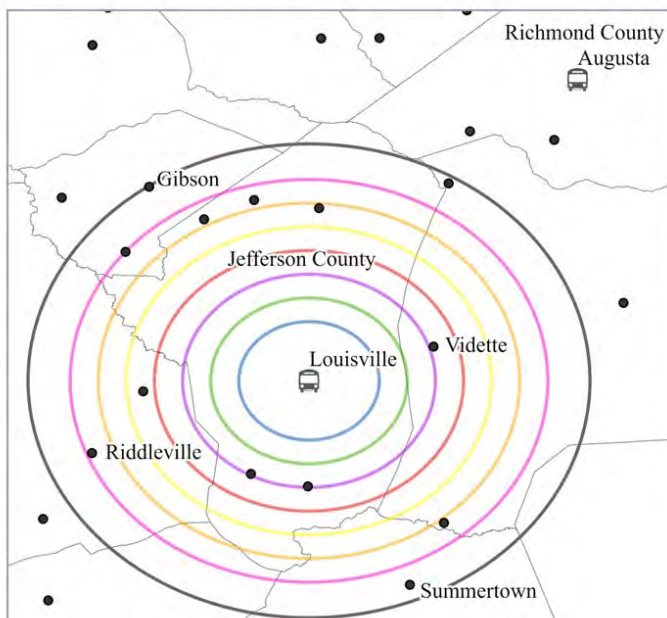 Richmond County
Augusta
Gibson
Jefferson County
Louisville
Vidette
Riddleville
Summertown